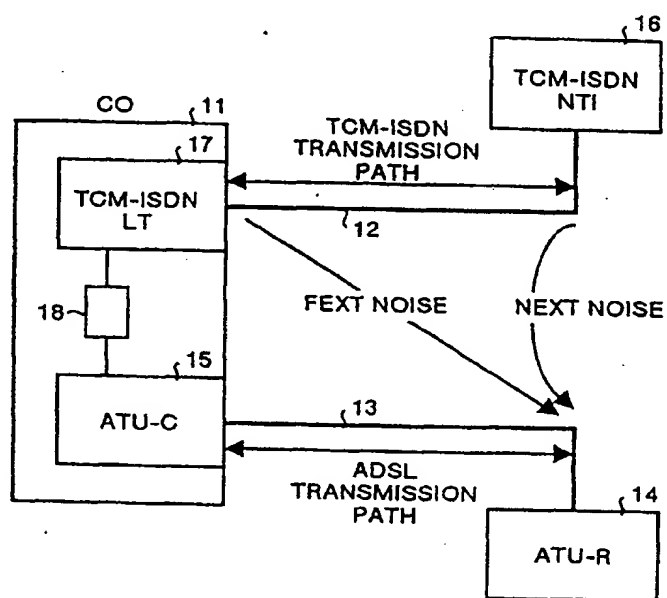 16
TCM-ISDN
NTI
CO
11
17
TCM-ISDN
LT
TCM-ISDN
TRANSMISSION
PATH
12
18
FEXT NOISE
NEXT NOISE
15
ATU-C
13
ADSL
TRANSMISSION
PATH
14
ATU-R